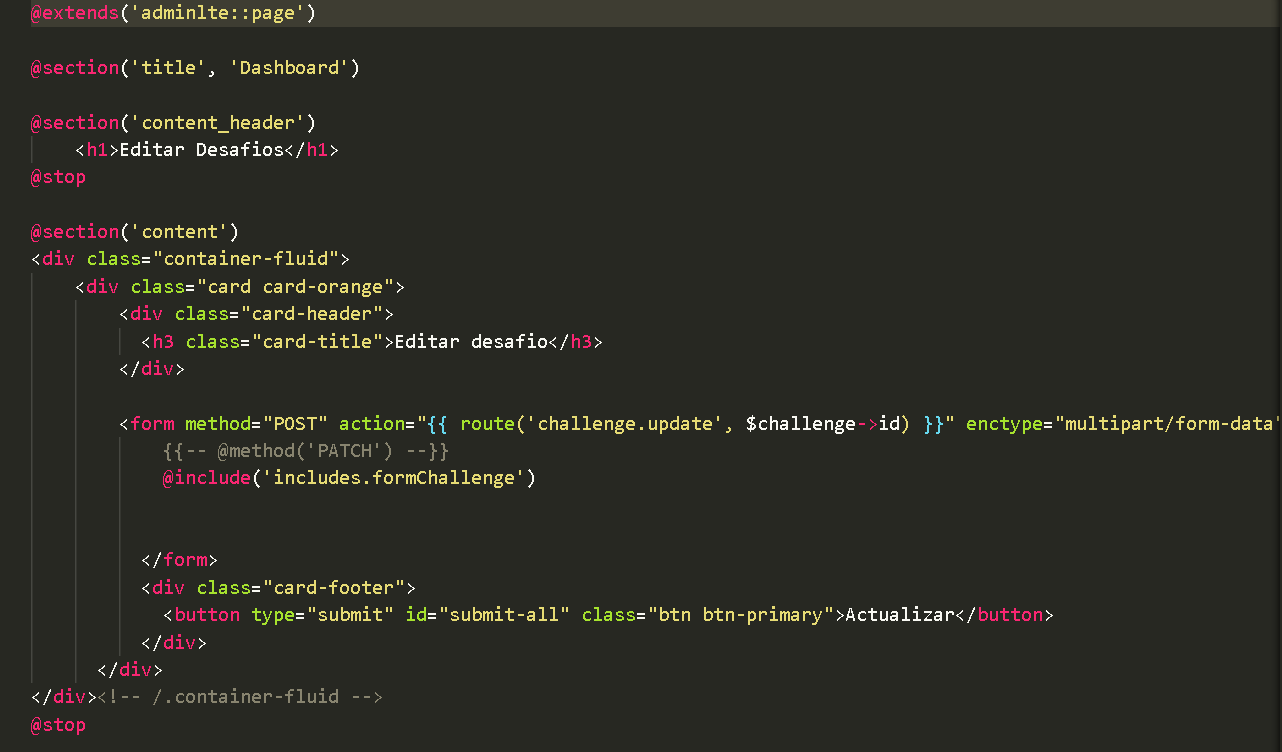 @extends('adminlte::page')
@section('title', 'Dashboard')
@section('content_header')
<h1>Editar Desafios</h1>
@stop
@section('content')
<div class="container-fluid">
<div class="card card-orange">
<div class="card-header">
<h3 class="card-title">Editar desafio</h3>
</div>
<form method="POST" action="{{ route('challenge.update', $challenge->id) }}" enctype="multipart/form-data"
{{-- @method('PATCH') --}}
@include('includes.formChallenge')
</form>
<div class="card-footer">
<button type="submit" id="submit-all" class="btn btn-primary">Actualizar</button>
</div>
</div>
</div><!-- /.container-fluid -->
@stop